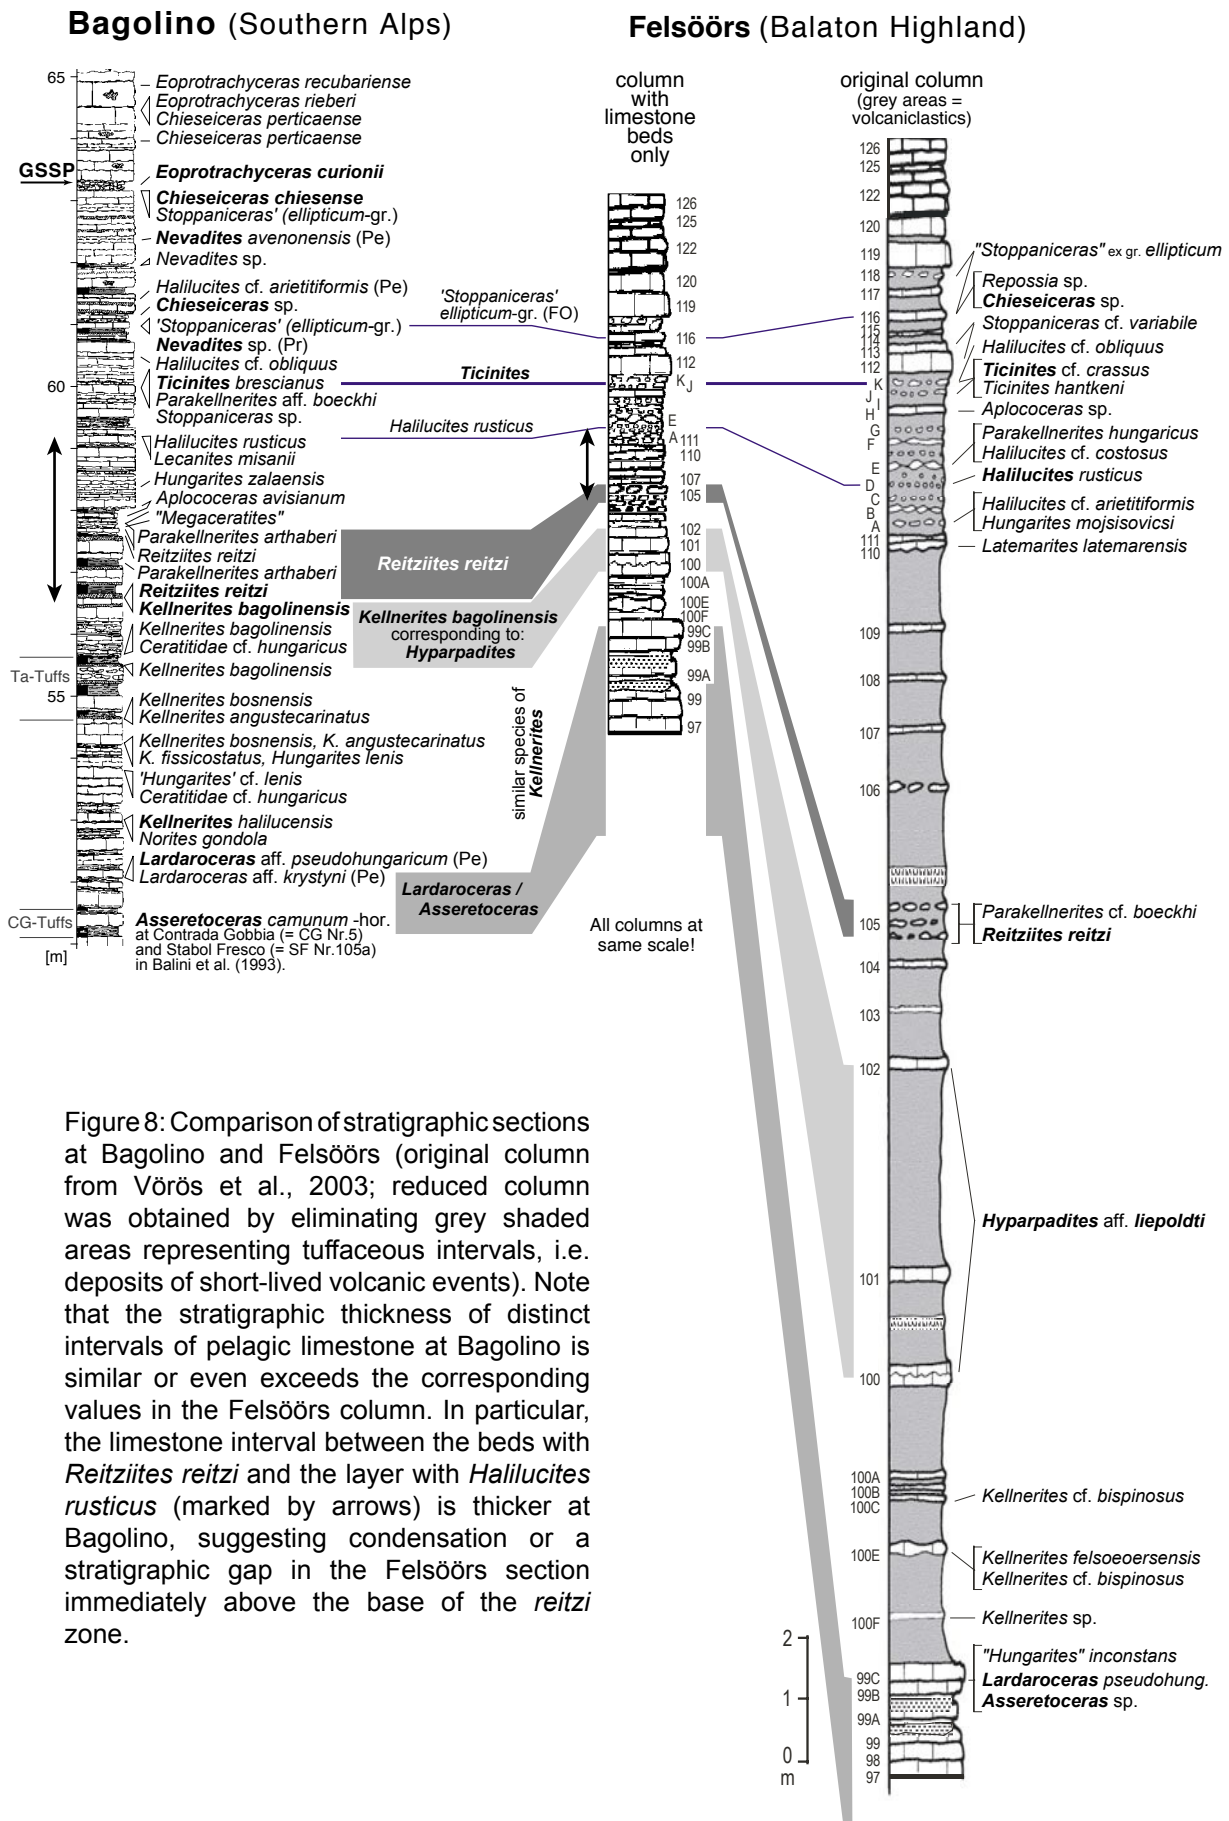 Bagolino (Southern Alps)
65
Eoprotrachyceras recubariense
Eoprotrachyceras rieberi
Chieseiceras perticaense
Chieseiceras perticaense
GSSP
Eoprotrachyceras curionii
Chieseiceras chiesense
Stoppaniceras' (ellipticum-gr.)
Nevadites avenonensis (Pe)
Nevadites sp.
Halilucites cf. arietitiformis (Pe)
Chieseiceras sp.
'Stoppaniceras' (ellipticum-gr.)
Nevadites sp. (Pr)
Halilucites cf. obliquus
60
Ticinites brescianus
Parakellnerites aff. boeckhi
Stoppaniceras sp.
Halilucites rusticus
Lecanites misanii
Hungarites zalaensis
Aplococeras avisianum
"Megaceratites"
Parakellnerites arthaberi
Reitziites reitzi
Parakellnerites arthaberi
Reitziites reitzi
Kellnerites bagolinensis
Kellnerites bagolinensis
Ceratitidae cf. hungaricus
Kellnerites bagolinensis
Ta-Tuffs
55
Kellnerites bosnensis
Kellnerites angustecarinatus
Kellnerites bosnensis, K. angustecarinatus
K. fissicostatus, Hungarites lenis
'Hungarites' cf. lenis
Ceratitidae cf. hungaricus
Kellnerites halilucensis
Norites gondola
Lardaroceras aff. pseudohungaricum (Pe)
Lardaroceras aff. krystyni (Pe)
CG-Tuffs
Asseretoceras camunum -hor.
at Contrada Gobbia (= CG Nr.5)
and Stabol Fresco (= SF Nr.105a)
in Balini et al. (1993).
[m]
'Stoppaniceras'
ellipticum-gr. (FO)
Ticinites
Halilucites rusticus
Reitziites reitzi
Kellnerites bagolinensis
corresponding to:
Hyparpadites
similar species of
Kellnerites
Lardaroceras /
Asseretoceras
Felsöörs (Balaton Highland)
column
with
limestone
beds
only
126
125
122
120
119
116
112
K
J
E
A
111
110
107
105
102
101
100
100A
100E
100F
99C
99B
99A
99
97
All columns at
same scale!
original column
(grey areas =
volcaniclastics)
126
125
122
120
119
118
117
116
115
114
113
112
K
J
I
H
G
F
E
D
C
B
A
111
110
109
108
107
106
105
104
103
102
101
100
100A
100B
100C
100E
100F
99C
99B
99A
99
98
97
"Stoppaniceras" ex gr. ellipticum
Repossia sp.
Chieseiceras sp.
Stoppaniceras cf. variabile
Halilucites cf. obliquus
Ticinites cf. crassus
Ticinites hantkeni
Aplococeras sp.
Parakellnerites hungaricus
Halilucites cf. costosus
Halilucites rusticus
Halilucites cf. arietitiformis
Hungarites mojsisovicsi
Latemarites latemarensis
Parakellnerites cf. boeckhi
Reitziites reitzi
Hyparpadites aff. liepoldti
Kellnerites cf. bispinosus
Kellnerites felsoeoersensis
Kellnerites cf. bispinosus
Kellnerites sp.
"Hungarites" inconstans
Lardaroceras pseudohung.
Asseretoceras sp.
2
1
0
m
Figure 8: Comparison of stratigraphic sections
at Bagolino and Felsöörs (original column
from Vörös et al., 2003; reduced column
was obtained by eliminating grey shaded
areas representing tuffaceous intervals, i.e.
deposits of short-lived volcanic events). Note
that the stratigraphic thickness of distinct
intervals of pelagic limestone at Bagolino is
similar or even exceeds the corresponding
values in the Felsöörs column. In particular,
the limestone interval between the beds with
Reitziites reitzi and the layer with Halilucites
rusticus (marked by arrows) is thicker at
Bagolino, suggesting condensation or a
stratigraphic gap in the Felsöörs section
immediately above the base of the reitzi
zone.